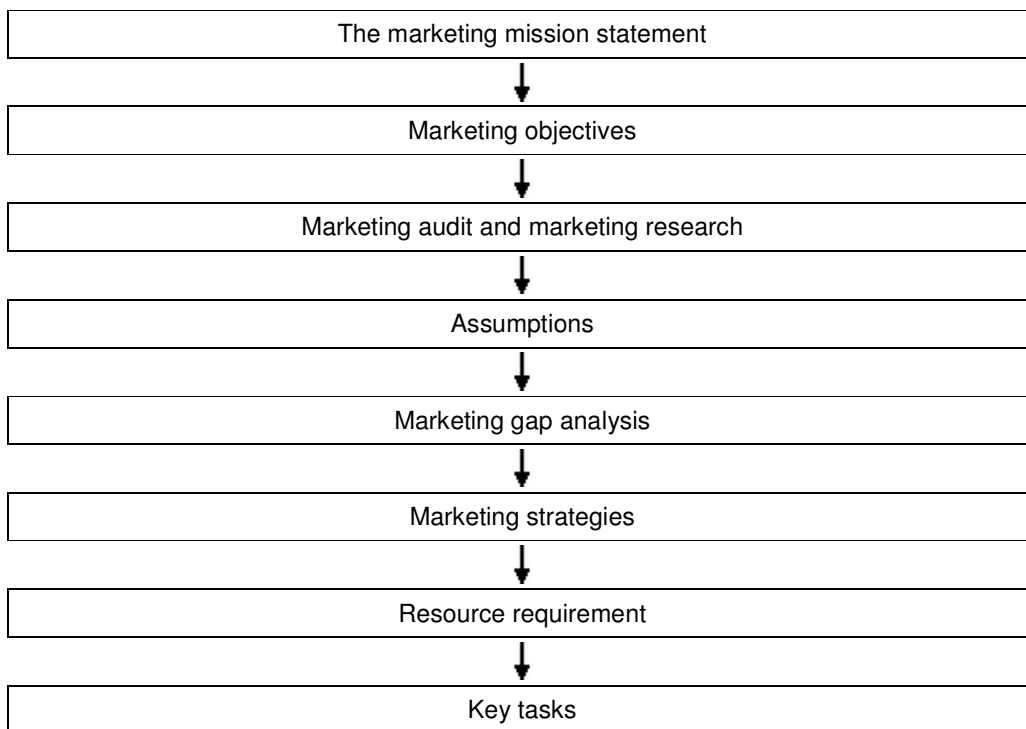 The marketing mission statement
Marketing objectives
Marketing audit and marketing research
Assumptions
Marketing gap analysis
Marketing strategies
Resource requirement
Key tasks